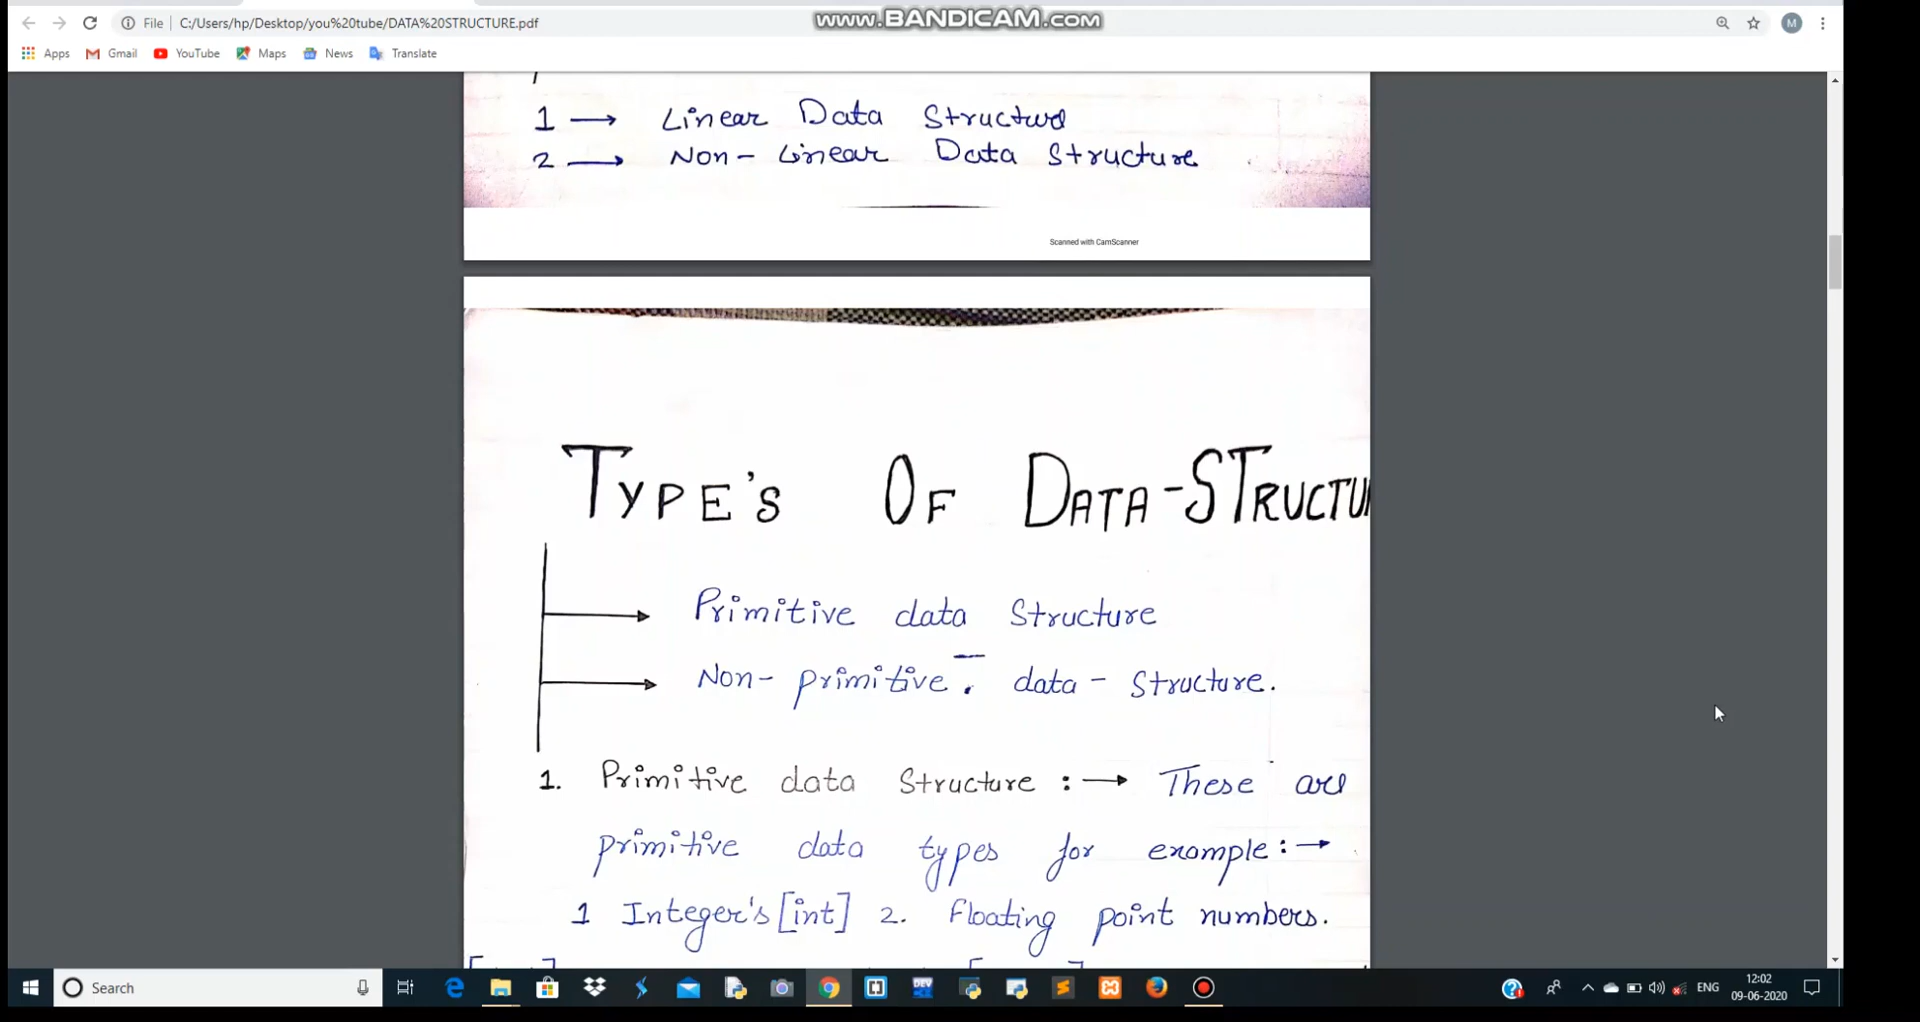 File | C:/Users/hp/Desktop/you%20tube/DATA%20STRUCTURE.pdf
www.BANDICAM.com
M
Apps Gmail YouTube Maps News Translate
1 → Linear Data Structure
2 → Non - Linear Data Structure
Scanned with CamScanner
TYPE'S OF DATA-STRUCTU
Primitive data Structure
Non- primitive. data - Structure.
1. Primitive data Structure :→ These are
primitive data types for example :→
1 Integer's [int] 2. Floating point numbers.
Search
DEV
ENG
12:02
09-06-2020